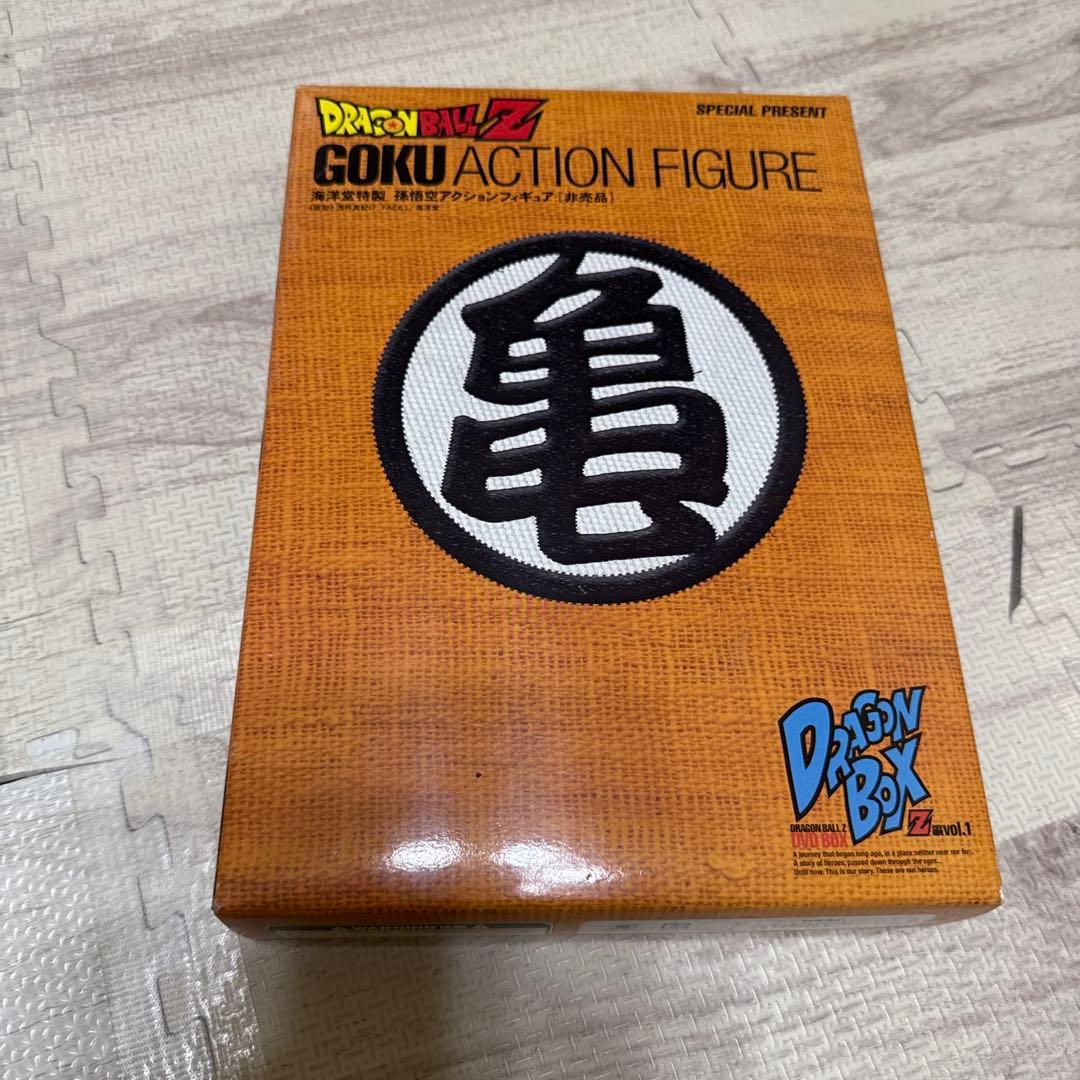 DRAGON BALL Z
SPECIAL PRESENT
GOKU ACTION FIGURE
海洋堂特製 孫悟空アクションフィギュア [非売品]
亀
DRAGON
BOX
DRAGON BALL Z
DVD BOX
Z編 vol.1
A journey that began long ago, in a place neither near nor far...
A story of heroes, passed down through the ages...
Until now. This is our story. These are our heroes.